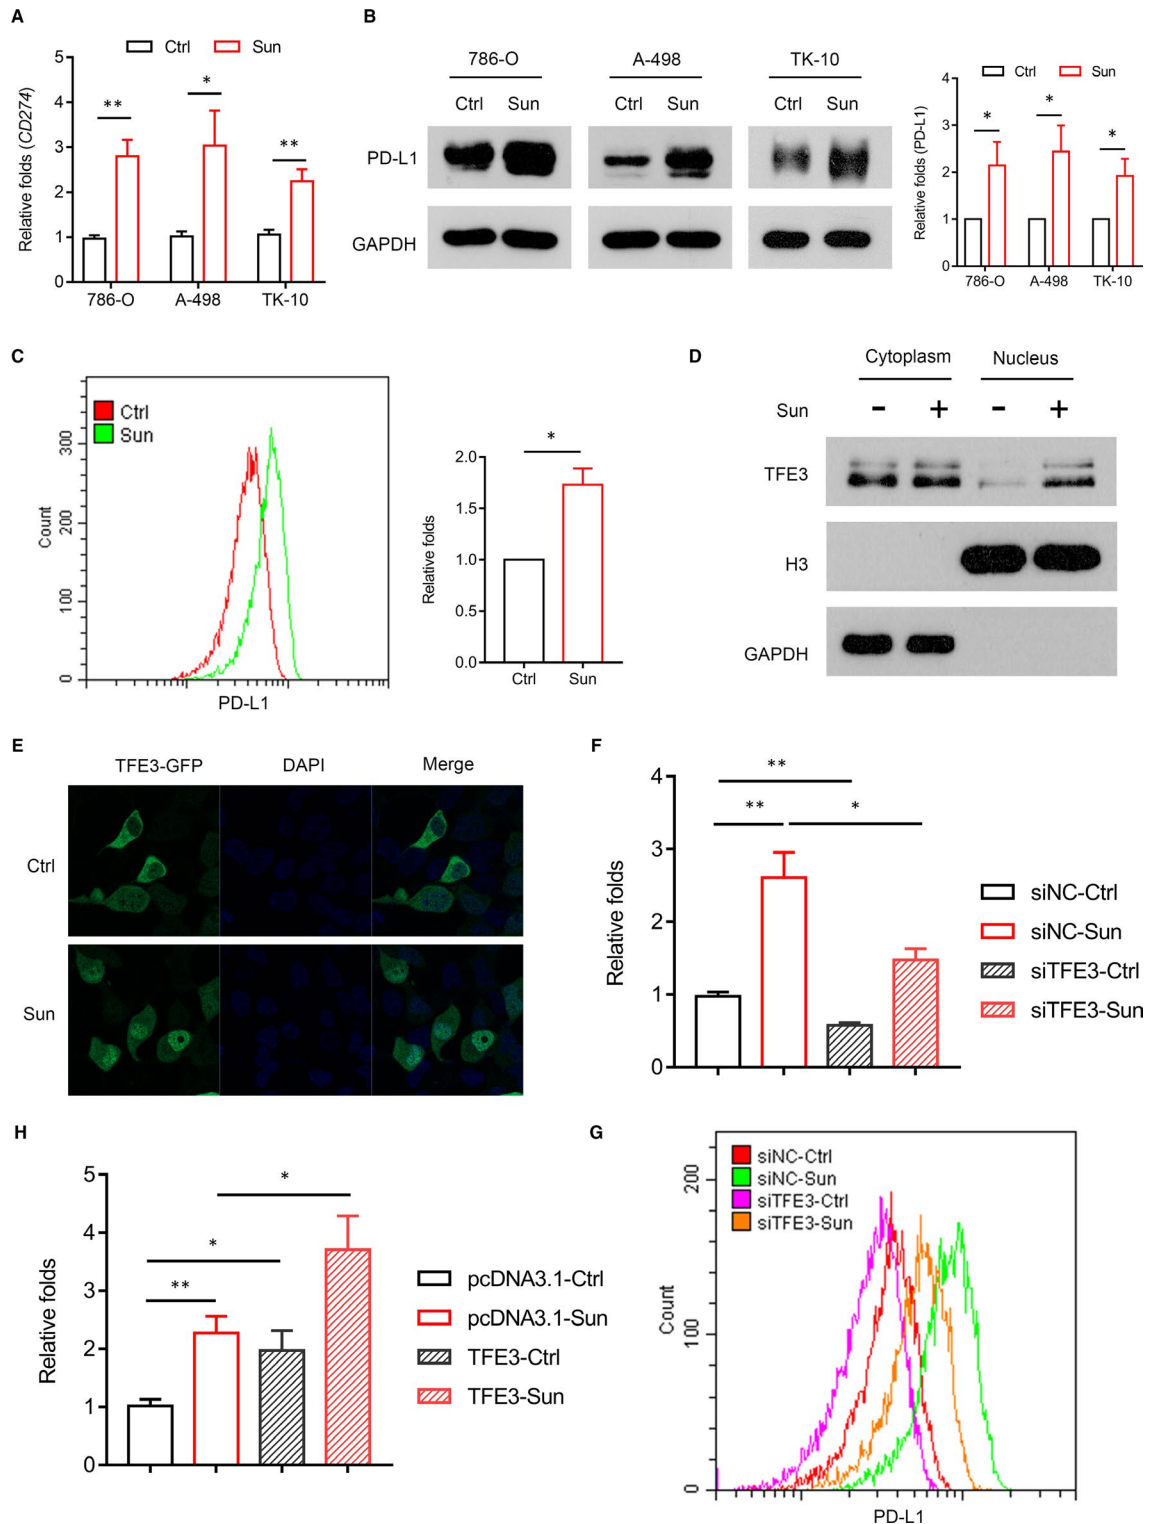 A
Ctrl Sun
Relative folds (CD274)
5
4
3
2
1
0
** * **
786-O A-498 TK-10
B
786-O A-498 TK-10
Ctrl Sun Ctrl Sun Ctrl Sun
PD-L1
GAPDH
Ctrl Sun
Relative folds (PD-L1)
4
3
2
1
0
* * *
786-O A-498 TK-10
C
Ctrl
Sun
Count
300
200
100
0
PD-L1
Relative folds
2.0
1.5
1.0
0.5
0.0
*
Ctrl Sun
D
Cytoplasm Nucleus
Sun - + - +
TFE3
H3
GAPDH
E
TFE3-GFP DAPI Merge
Ctrl
Sun
F
Relative folds
4
3
2
1
0
**
** *
siNC-Ctrl
siNC-Sun
siTFE3-Ctrl
siTFE3-Sun
H
Relative folds
5
4
3
2
1
0
*
*
**
pcDNA3.1-Ctrl
pcDNA3.1-Sun
TFE3-Ctrl
TFE3-Sun
G
siNC-Ctrl
siNC-Sun
siTFE3-Ctrl
siTFE3-Sun
Count
200
100
0
PD-L1